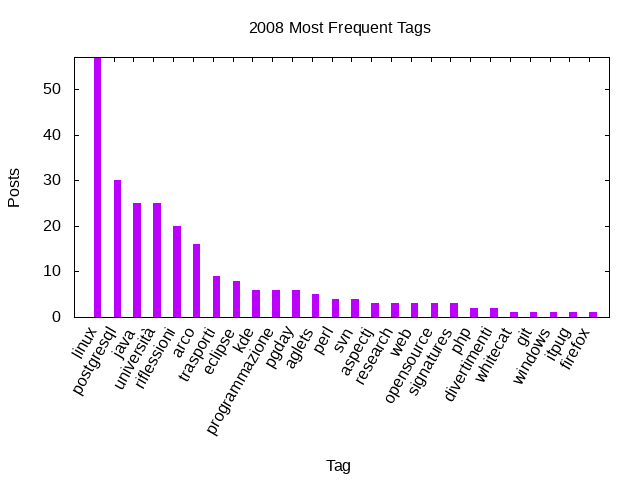 2008 Most Frequent Tags
Posts
50
40
30
20
10
0
linux
postgresql
java
università
riflessioni
arco
trasporti
eclipse
kde
programmazione
pgday
aglets
perl
svn
aspectj
research
web
opensource
signatures
php
divertimenti
whitecat
git
windows
itpug
firefox
Tag